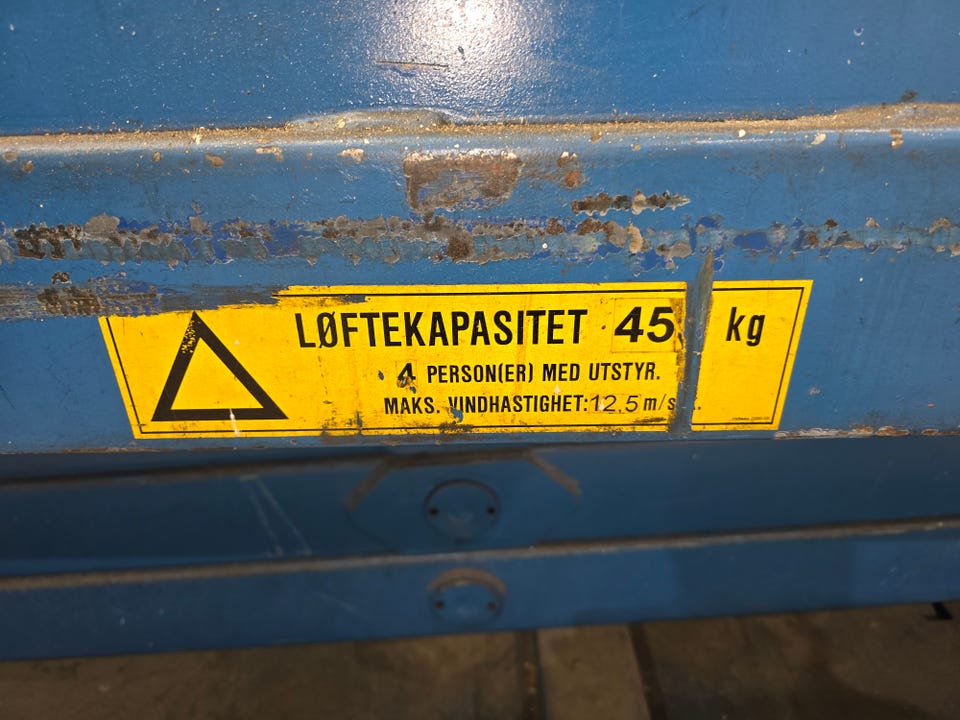 LØFTEKAPASITET 45 kg
4 PERSON(ER) MED UTSTYR.
MAKS. VINDHASTIGHET: 12.5 m/s